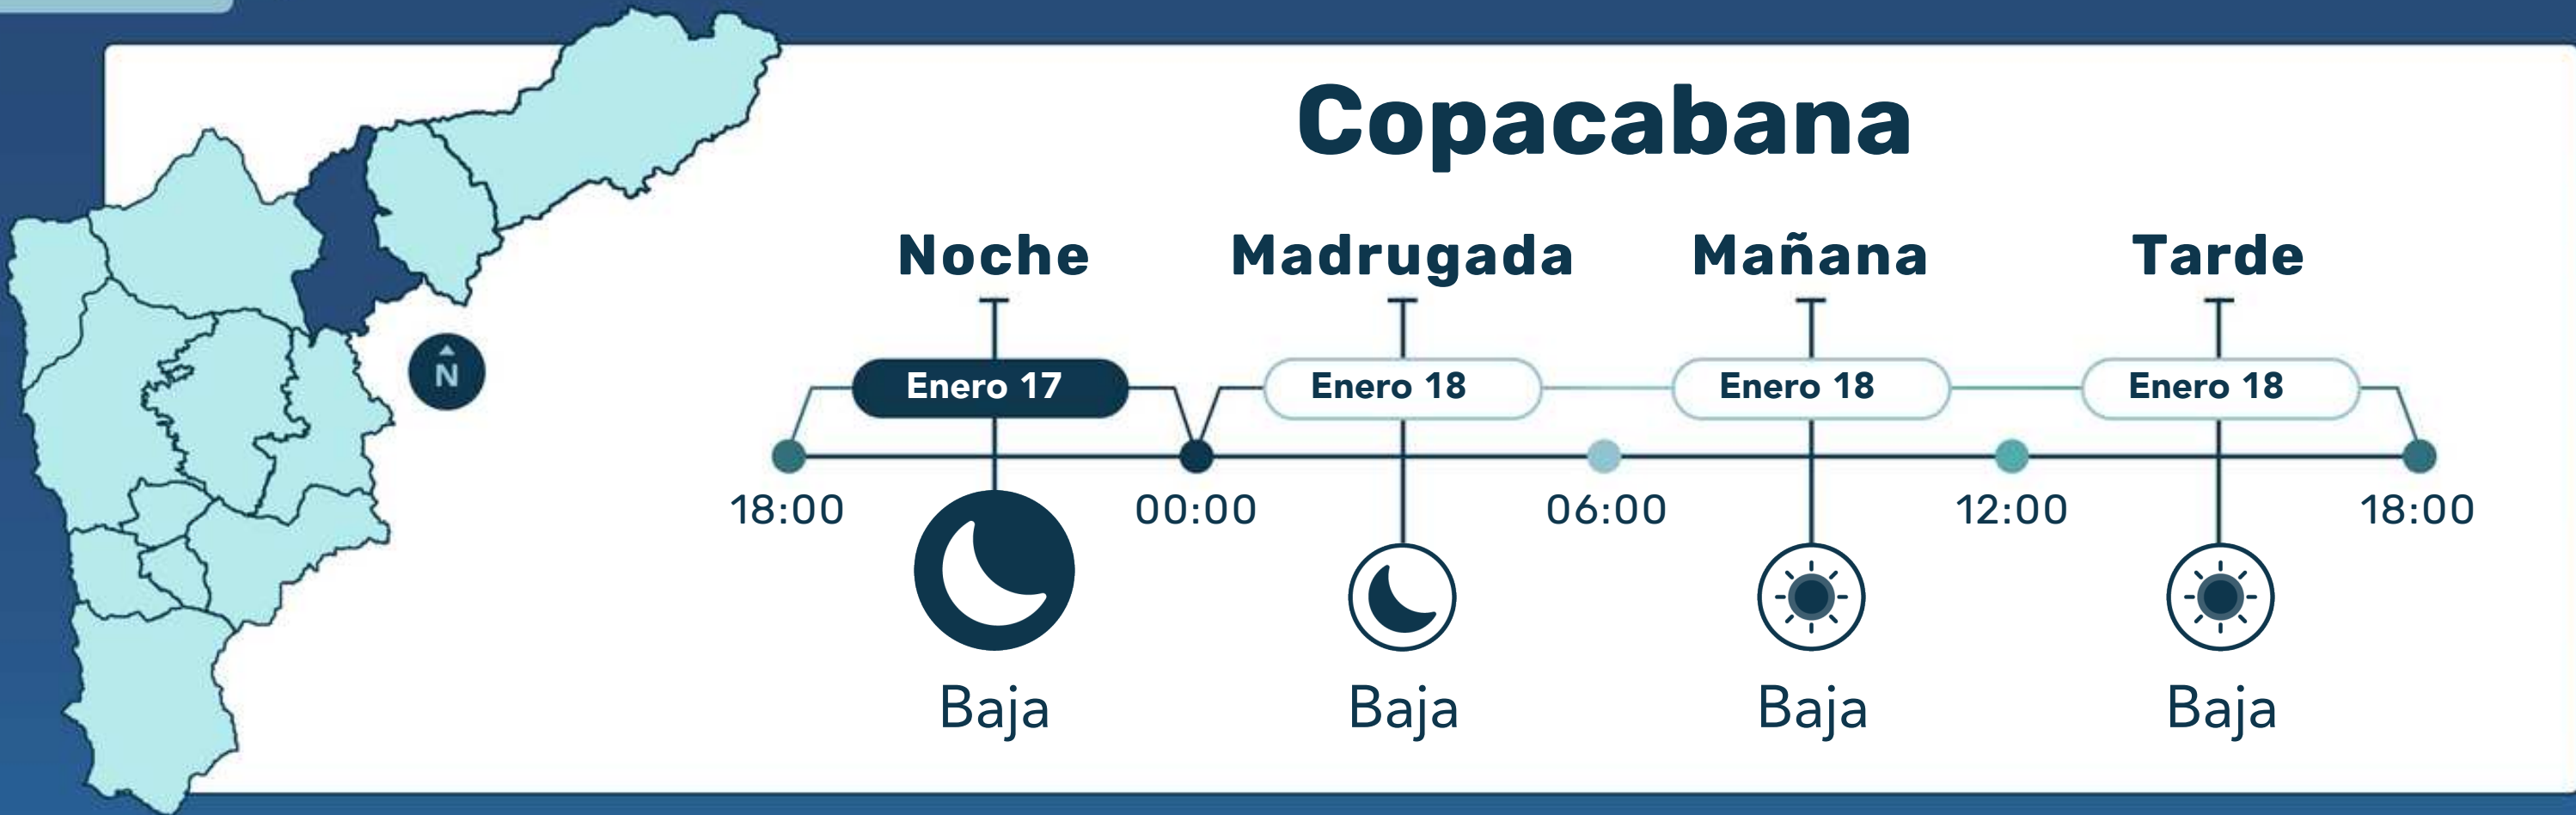 Copacabana
Noche Madrugada Mañana Tarde
Enero 17 Enero 18 Enero 18 Enero 18
N
18:00 00:00 06:00 12:00 18:00
Baja Baja Baja Baja